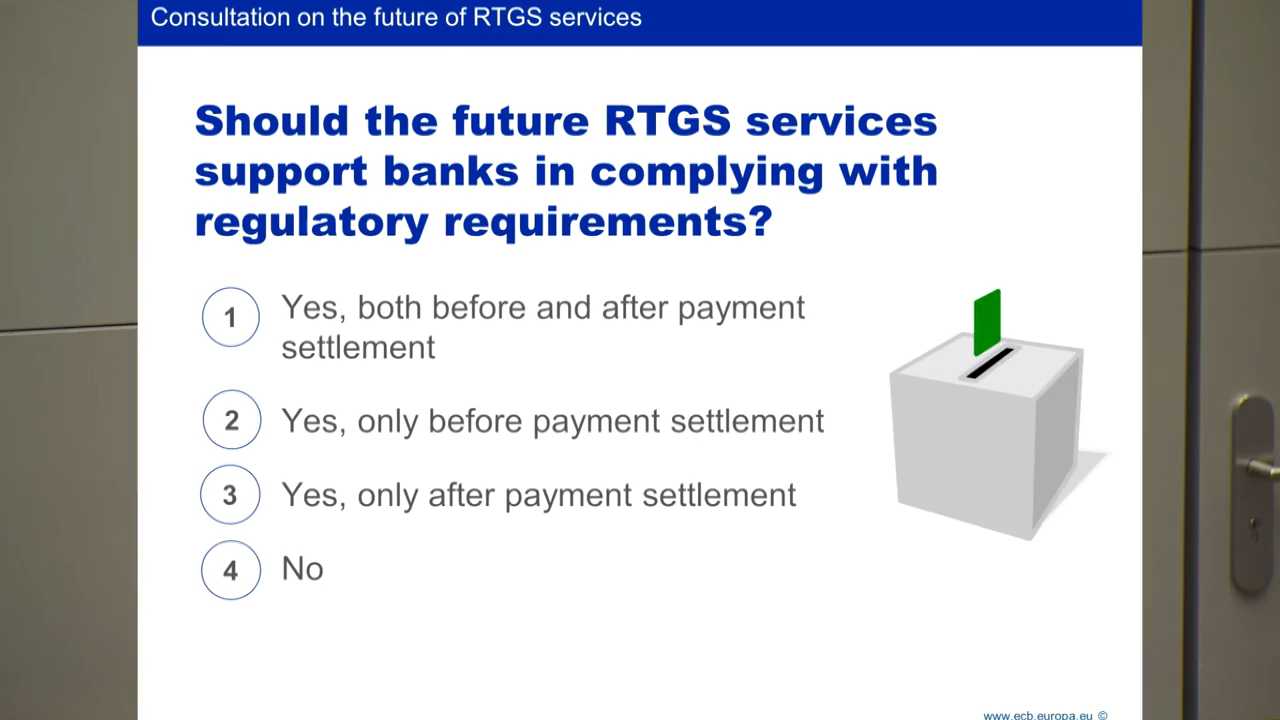 Consultation on the future of RTGS services
Should the future RTGS services
support banks in complying with
regulatory requirements?
1 Yes, both before and after payment
settlement
2 Yes, only before payment settlement
3 Yes, only after payment settlement
4 No
www.ecb.europa.eu ©